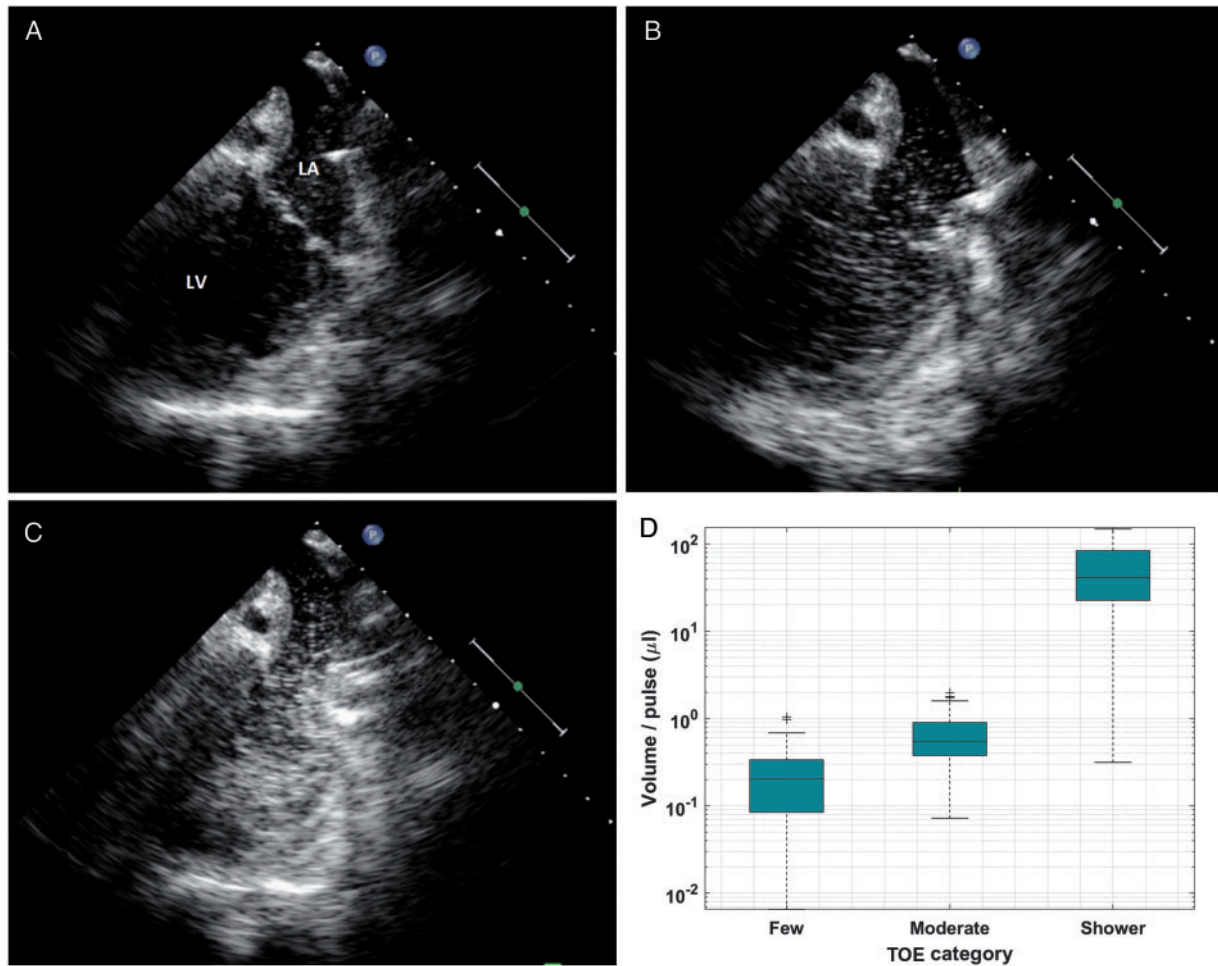 A
P
LA
LV
B
P
C
P
D
Volume / pulse (μl)
10²
10¹
10⁰
10⁻¹
10⁻²
Few Moderate Shower
TOE category